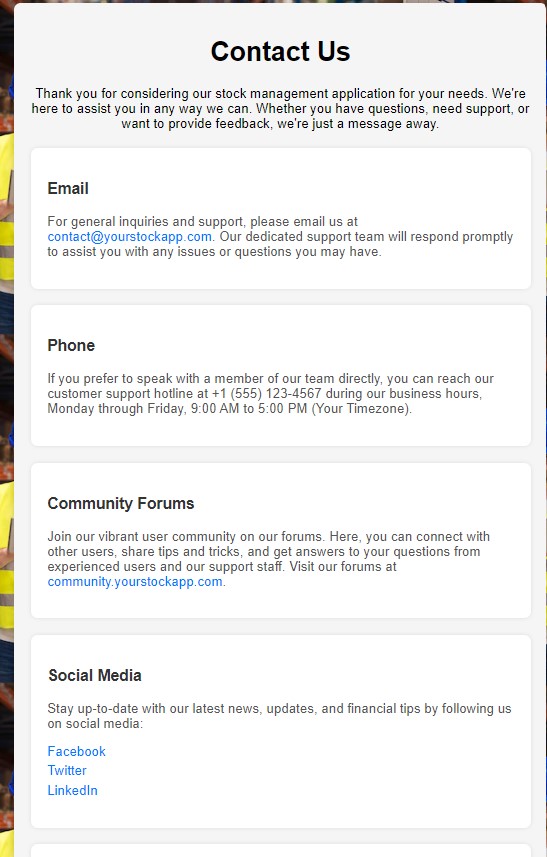 Contact Us
Thank you for considering our stock management application for your needs. We're
here to assist you in any way we can. Whether you have questions, need support, or
want to provide feedback, we're just a message away.
Email
For general inquiries and support, please email us at
contact@yourstockapp.com. Our dedicated support team will respond promptly
to assist you with any issues or questions you may have.
Phone
If you prefer to speak with a member of our team directly, you can reach our
customer support hotline at +1 (555) 123-4567 during our business hours,
Monday through Friday, 9:00 AM to 5:00 PM (Your Timezone).
Community Forums
Join our vibrant user community on our forums. Here, you can connect with
other users, share tips and tricks, and get answers to your questions from
experienced users and our support staff. Visit our forums at
community.yourstockapp.com.
Social Media
Stay up-to-date with our latest news, updates, and financial tips by following us
on social media:
Facebook
Twitter
LinkedIn